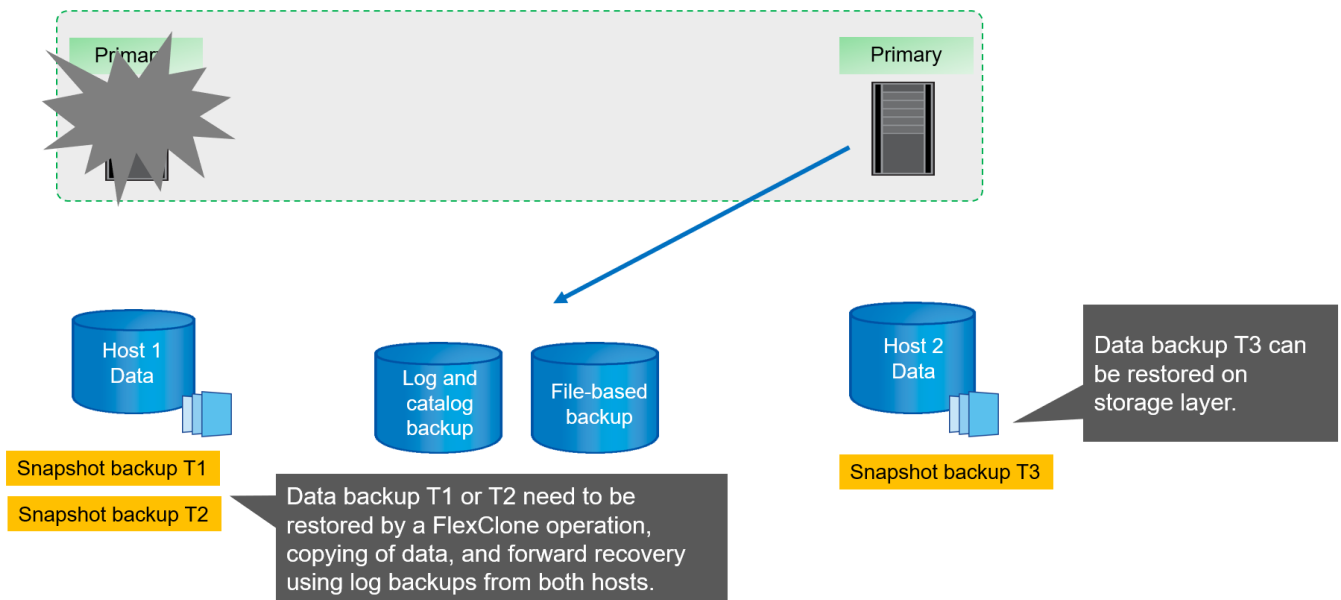 Primar
Primary
Host 1
Data
Log and
catalog
backup
File-based
backup
Host 2
Data
Data backup T3 can
be restored on
storage layer.
Snapshot backup T1
Snapshot backup T2
Snapshot backup T3
Data backup T1 or T2 need to be
restored by a FlexClone operation,
copying of data, and forward recovery
using log backups from both hosts.